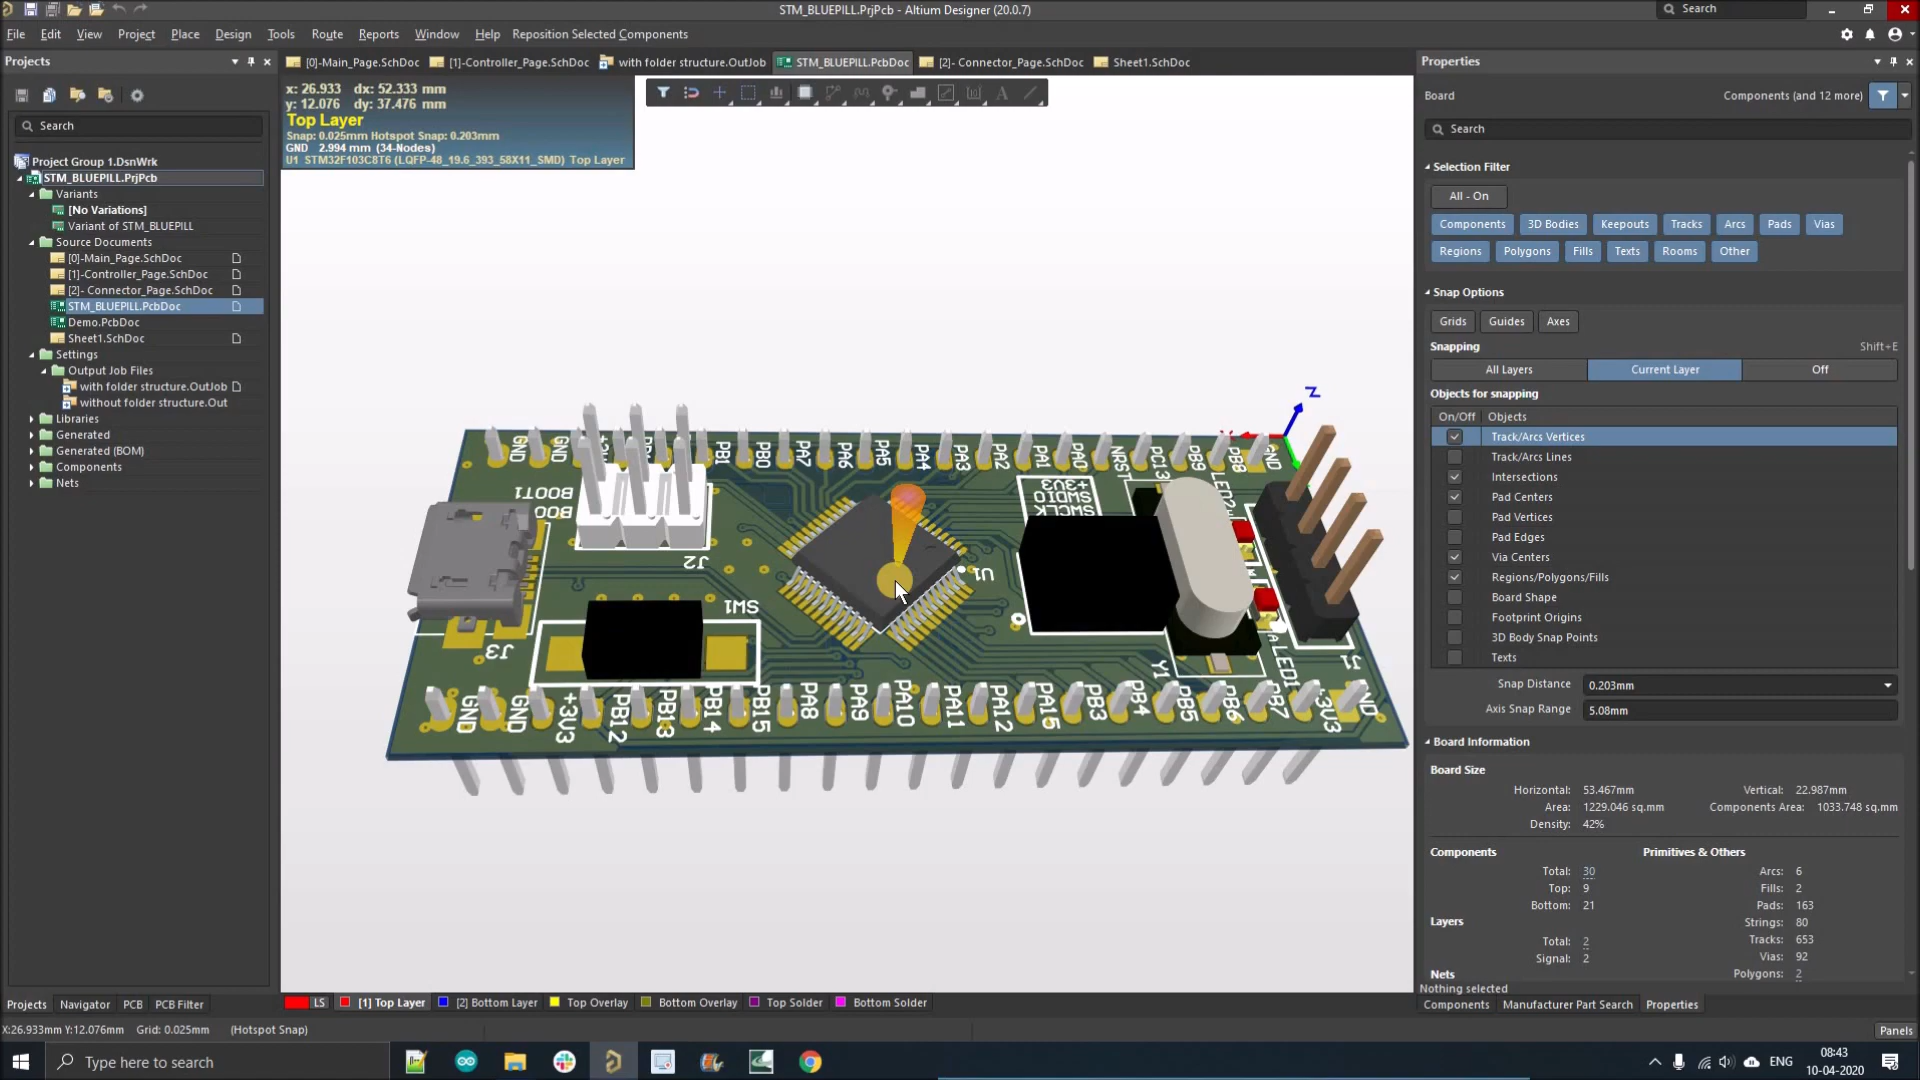 STM_BLUEPILL.PrjPcb - Altium Designer (20.0.7)
Search
File Edit View Project Place Design Tools Route Reports Window Help Reposition Selected Components
Projects
[0]-Main_Page.SchDoc [1]-Controller_Page.SchDoc with folder structure.OutJob STM_BLUEPILL.PcbDoc [2]- Connector_Page.SchDoc Sheet1.SchDoc
Search
Project Group 1.DsnWrk
STM_BLUEPILL.PrjPcb
Variants
[No Variations]
Variant of STM_BLUEPILL
Source Documents
[0]-Main_Page.SchDoc
[1]-Controller_Page.SchDoc
[2]- Connector_Page.SchDoc
STM_BLUEPILL.PcbDoc
Demo.PcbDoc
Sheet1.SchDoc
Settings
Output Job Files
with folder structure.OutJob
without folder structure.Out
Libraries
Generated
Generated (BOM)
Components
Nets
x: 26.933 dx: 52.333 mm
y: 12.076 dy: 37.476 mm
Top Layer
Snap: 0.025mm Hotspot Snap: 0.203mm
GND 2.994 mm (34-Nodes)
U1 STM32F103C8T6 (LQFP-48_19.6_393_58X11_SMD) Top Layer
Z
GND GND PB1 PB0 PA7 PA6 PA5 PA4 PA3 PA2 PA1 PA0 NRST PC13 PB9 PB8 GND
BOOT1
BOO
J2
+3V3
SWDIO
SWCLK
LED2
U1
SW1
J3
Y1
LED1
J1
GND GND +3V3 PB12 PB13 PB14 PB15 PA8 PA9 PA10 PA11 PA12 PA15 PB3 PB4 PB5 PB6 PB7 +3V3 GND
Properties
Board
Components (and 12 more)
Search
Selection Filter
All - On
Components 3D Bodies Keepouts Tracks Arcs Pads Vias
Regions Polygons Fills Texts Rooms Other
Snap Options
Grids Guides Axes
Snapping Shift+E
All Layers Current Layer Off
Objects for snapping
On/Off Objects
Track/Arcs Vertices
Track/Arcs Lines
Intersections
Pad Centers
Pad Vertices
Pad Edges
Via Centers
Regions/Polygons/Fills
Board Shape
Footprint Origins
3D Body Snap Points
Texts
Snap Distance 0.203mm
Axis Snap Range 5.08mm
Board Information
Board Size
Horizontal: 53.467mm Vertical: 22.987mm
Area: 1229.046 sq.mm Components Area: 1033.748 sq.mm
Density: 42%
Components Primitives & Others
Total: 30 Arcs: 6
Top: 9 Fills: 2
Bottom: 21 Pads: 163
Layers Strings: 80
Total: 2 Tracks: 653
Signal: 2 Vias: 92
Nets Polygons: 2
Nothing selected
Components Manufacturer Part Search Properties
Projects Navigator PCB PCB Filter
LS [1] Top Layer [2] Bottom Layer Top Overlay Bottom Overlay Top Solder Bottom Solder
X:26.933mm Y:12.076mm Grid: 0.025mm (Hotspot Snap)
Panels
Type here to search
ENG
08:43
10-04-2020